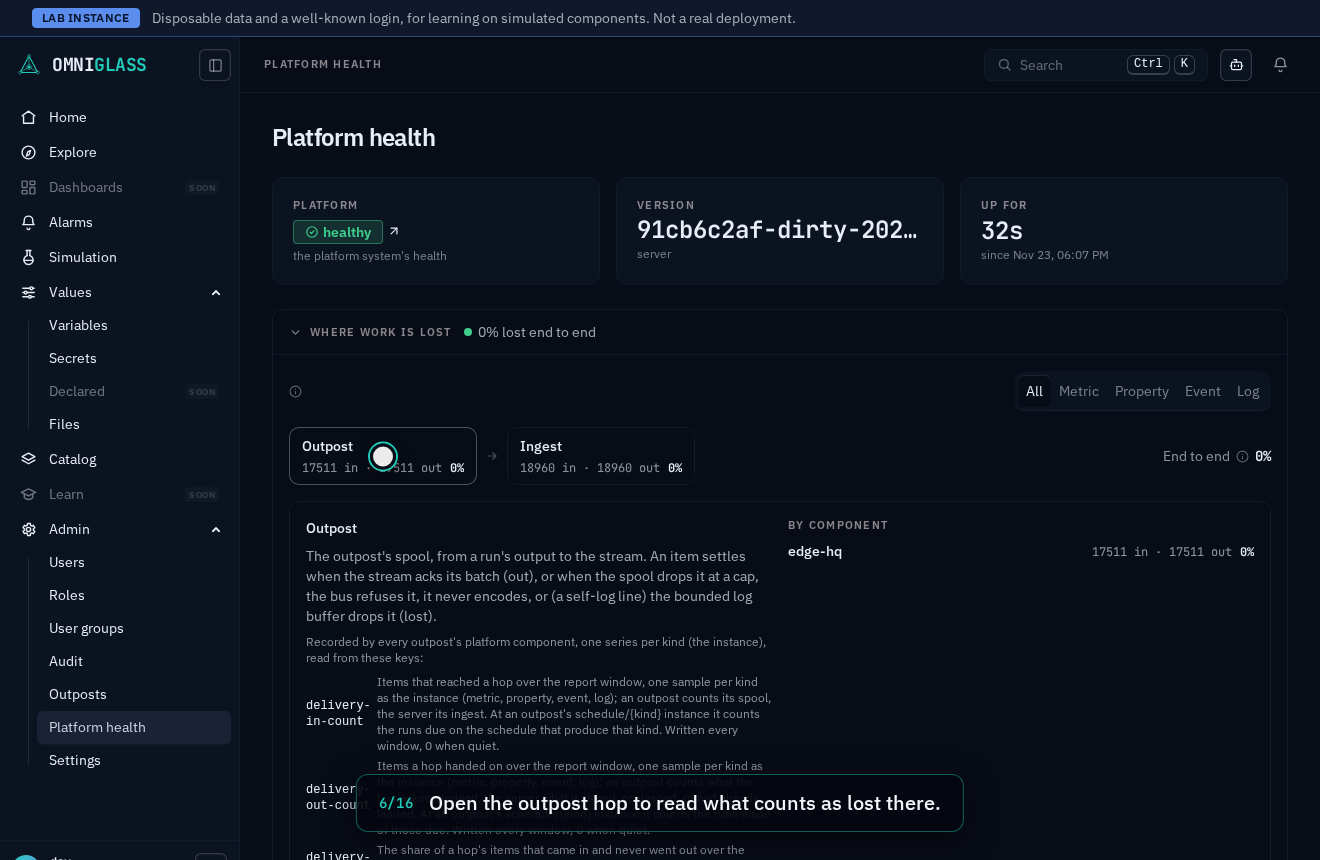 LAB INSTANCE Disposable data and a well-known login, for learning on simulated components. Not a real deployment.
OMNIGLASS
PLATFORM HEALTH
Search Ctrl K
Home
Explore
Dashboards SOON
Alarms
Simulation
Values
Variables
Secrets
Declared SOON
Files
Catalog
Learn SOON
Admin
Users
Roles
User groups
Audit
Outposts
Platform health
Settings
Platform health
PLATFORM
healthy
the platform system's health
VERSION
91cb6c2af-dirty-202…
server
UP FOR
32s
since Nov 23, 06:07 PM
WHERE WORK IS LOST 0% lost end to end
All Metric Property Event Log
Outpost
17511 in · 17511 out 0%
Ingest
18960 in · 18960 out 0%
End to end 0%
Outpost
The outpost's spool, from a run's output to the stream. An item settles
when the stream acks its batch (out), or when the spool drops it at a cap,
the bus refuses it, it never encodes, or (a self-log line) the bounded log
buffer drops it (lost).
Recorded by every outpost's platform component, one series per kind (the instance),
read from these keys:
delivery-
in-count
Items that reached a hop over the report window, one sample per kind
as the instance (metric, property, event, log); an outpost counts its spool,
the server its ingest. At an outpost's schedule/{kind} instance it counts
the runs due on the schedule that produce that kind. Written every
window, 0 when quiet.
delivery-
out-count
Items a hop handed on over the report window, one sample per kind as
the instance (metric, property, event, log); an outpost counts what the
The share of a hop's items that came in and never went out over the
BY COMPONENT
edge-hq 17511 in · 17511 out 0%
6/16 Open the outpost hop to read what counts as lost there.